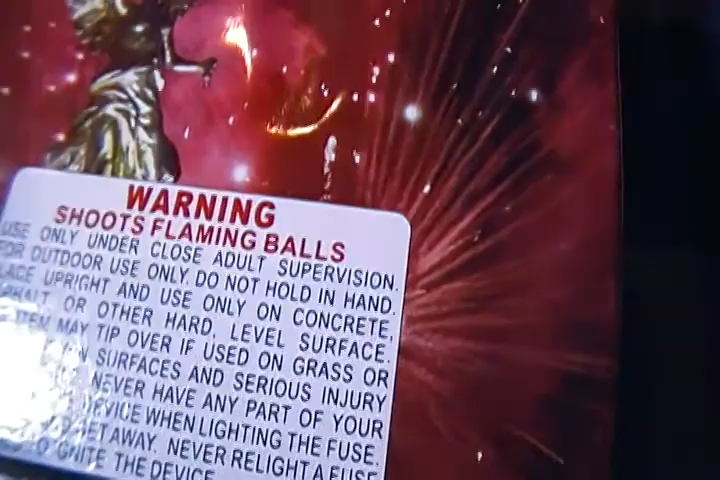 WARNING
SHOOTS FLAMING BALLS
USE ONLY UNDER CLOSE ADULT SUPERVISION.
FOR OUTDOOR USE ONLY. DO NOT HOLD IN HAND.
UPRIGHT AND USE ONLY ON CONCRETE,
OR OTHER HARD, LEVEL SURFACE.
MAY TIP OVER IF USED ON GRASS OR
SURFACES AND SERIOUS INJURY
NEVER HAVE ANY PART OF YOUR
DEVICE WHEN LIGHTING THE FUSE.
GET AWAY. NEVER RELIGHT A FUSE
THE DEVICE.